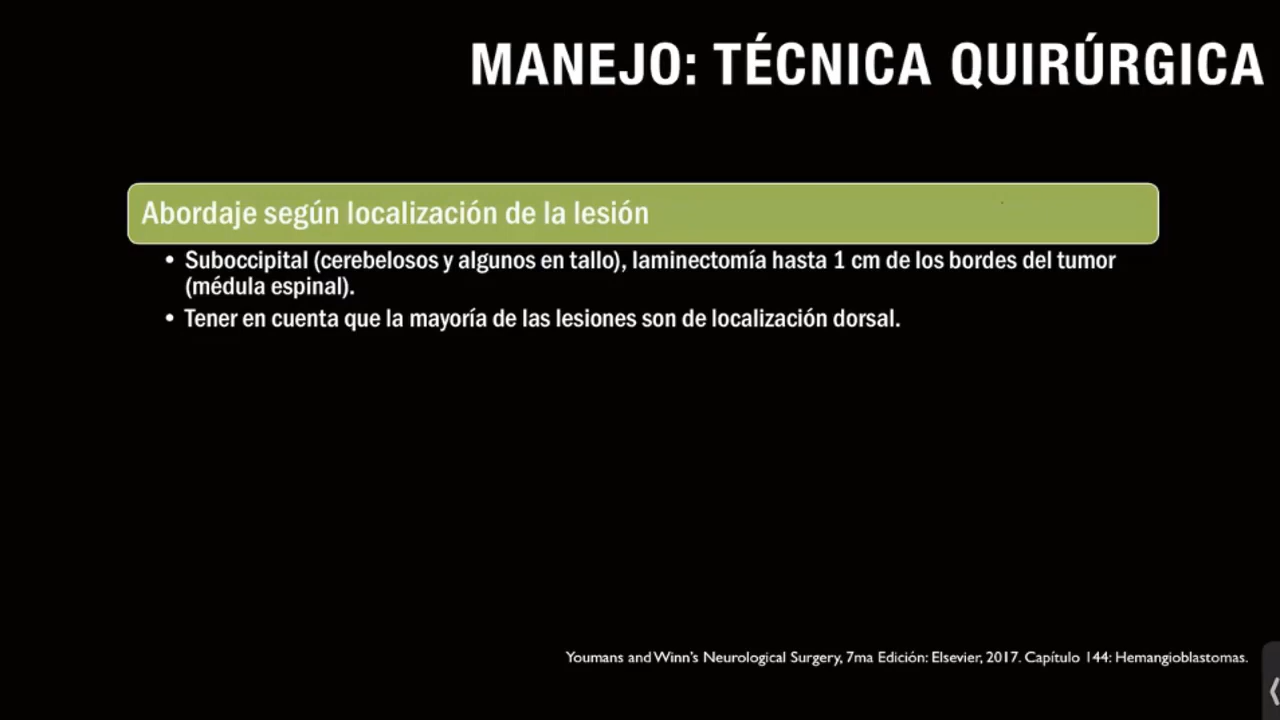 MANEJO: TÉCNICA QUIRÚRGICA
Abordaje según localización de la lesión
• Suboccipital (cerebelosos y algunos en tallo), laminectomía hasta 1 cm de los bordes del tumor
(médula espinal).
• Tener en cuenta que la mayoría de las lesiones son de localización dorsal.
Youmans and Winn's Neurological Surgery, 7ma Edición: Elsevier, 2017. Capítulo 144: Hemangioblastomas.